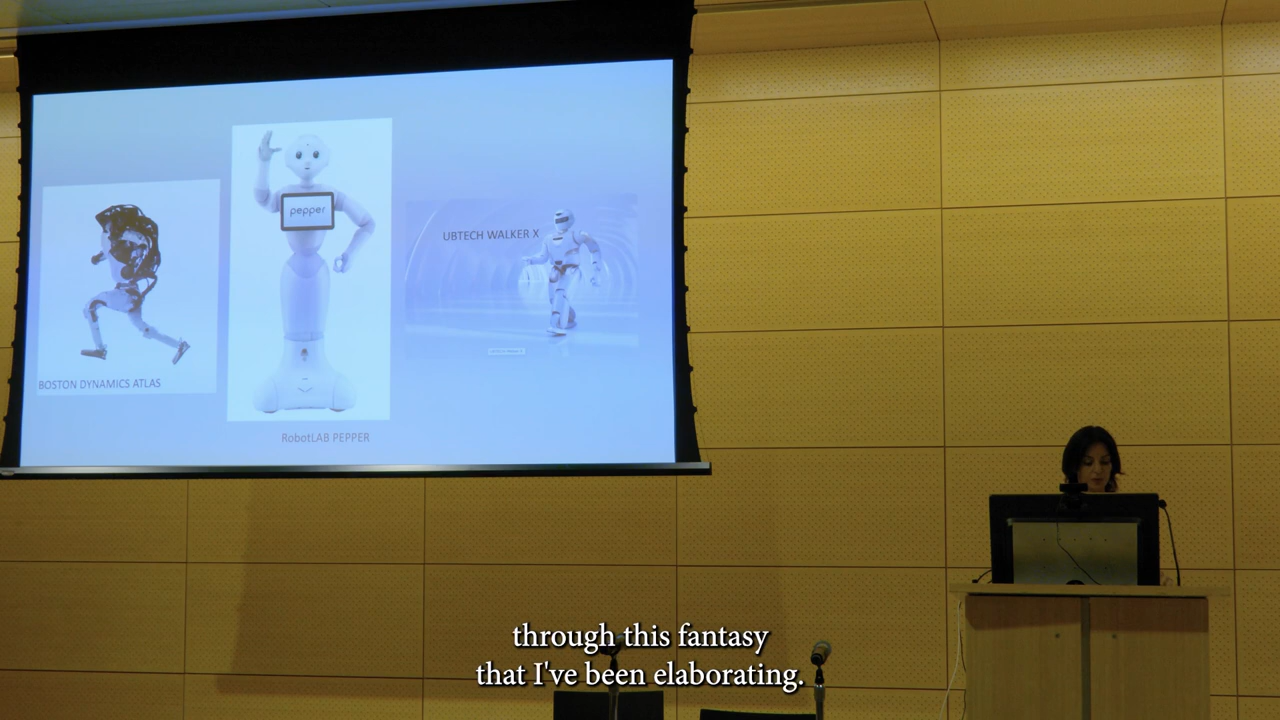 pepper
UBTECH WALKER X
BOSTON DYNAMICS ATLAS
RobotLAB PEPPER
through this fantasy
that I've been elaborating.